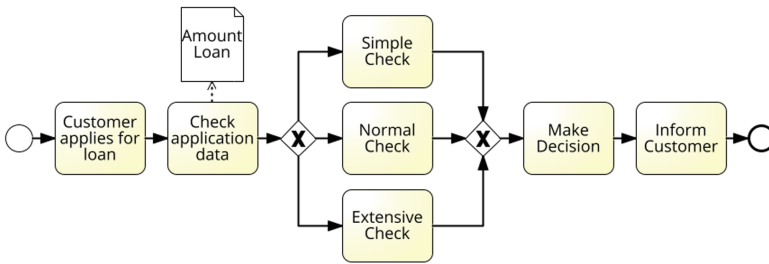 Amount
Loan
Customer
applies for
loan
Check
application
data
X
Simple
Check
Normal
Check
Extensive
Check
X
Make
Decision
Inform
Customer